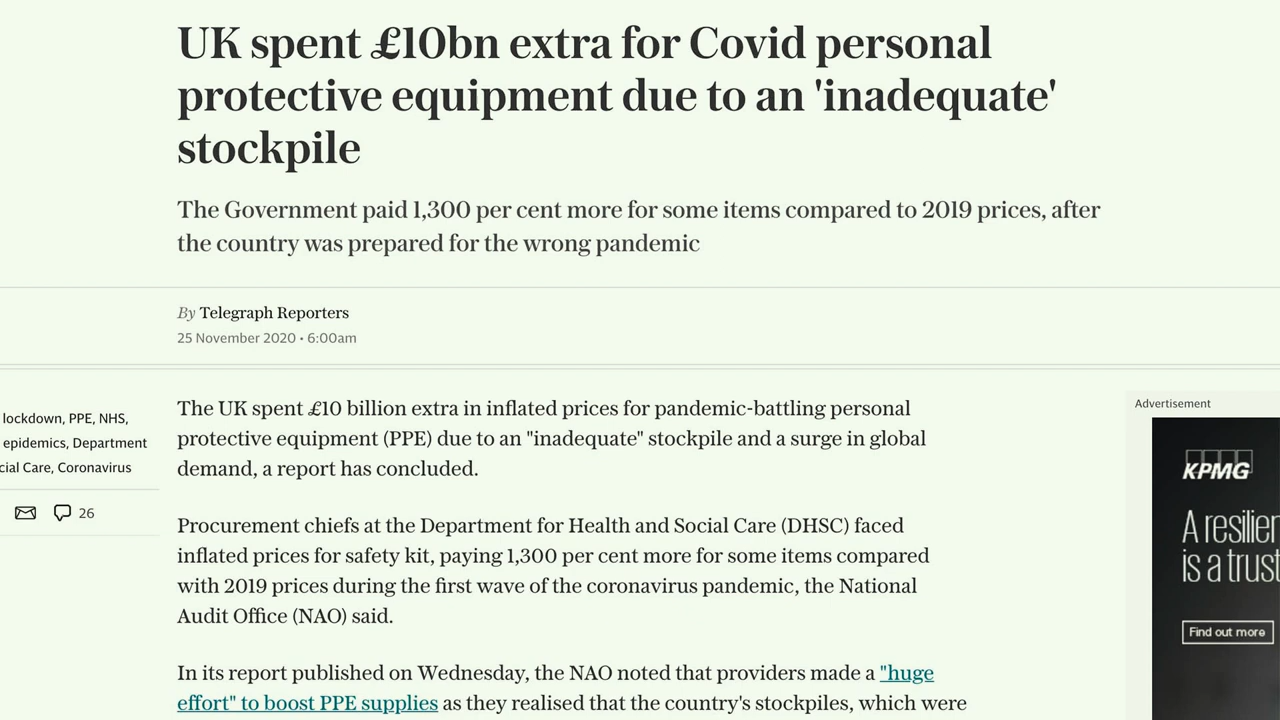 UK spent £10bn extra for Covid personal
protective equipment due to an 'inadequate'
stockpile
The Government paid 1,300 per cent more for some items compared to 2019 prices, after
the country was prepared for the wrong pandemic
By Telegraph Reporters
25 November 2020 • 6:00am
lockdown, PPE, NHS,
epidemics, Department
cial Care, Coronavirus
26
The UK spent £10 billion extra in inflated prices for pandemic-battling personal
protective equipment (PPE) due to an "inadequate" stockpile and a surge in global
demand, a report has concluded.
Procurement chiefs at the Department for Health and Social Care (DHSC) faced
inflated prices for safety kit, paying 1,300 per cent more for some items compared
with 2019 prices during the first wave of the coronavirus pandemic, the National
Audit Office (NAO) said.
In its report published on Wednesday, the NAO noted that providers made a "huge
effort" to boost PPE supplies as they realised that the country's stockpiles, which were
Advertisement
KPMG
A resilien
is a trust
Find out more